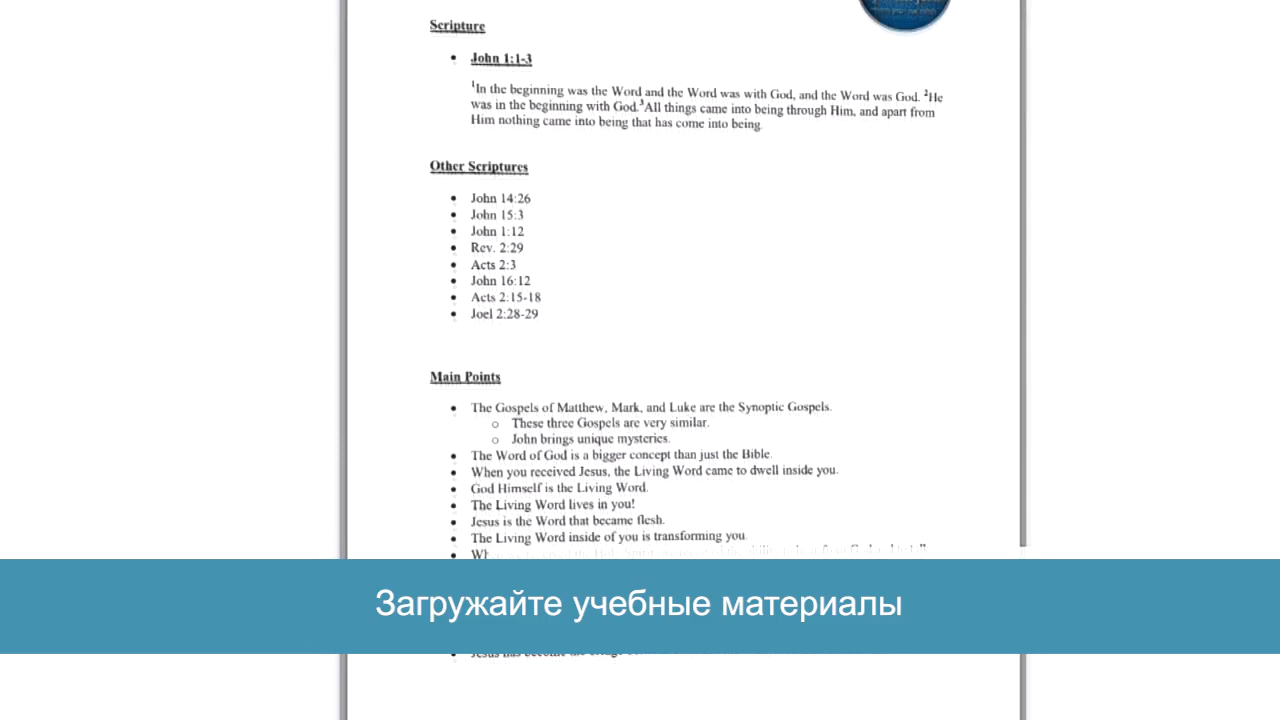 Scripture
• John 1:1-3
¹In the beginning was the Word and the Word was with God, and the Word was God. ²He
was in the beginning with God.³All things came into being through Him, and apart from
Him nothing came into being that has come into being.
Other Scriptures
• John 14:26
• John 15:3
• John 1:12
• Rev. 2:29
• Acts 2:3
• John 16:12
• Acts 2:15-18
• Joel 2:28-29
Main Points
• The Gospels of Matthew, Mark, and Luke are the Synoptic Gospels.
o These three Gospels are very similar.
o John brings unique mysteries.
• The Word of God is a bigger concept than just the Bible.
• When you received Jesus, the Living Word came to dwell inside you.
• God Himself is the Living Word.
• The Living Word lives in you!
• Jesus is the Word that became flesh.
• The Living Word inside of you is transforming you.
Загружайте учебные материалы